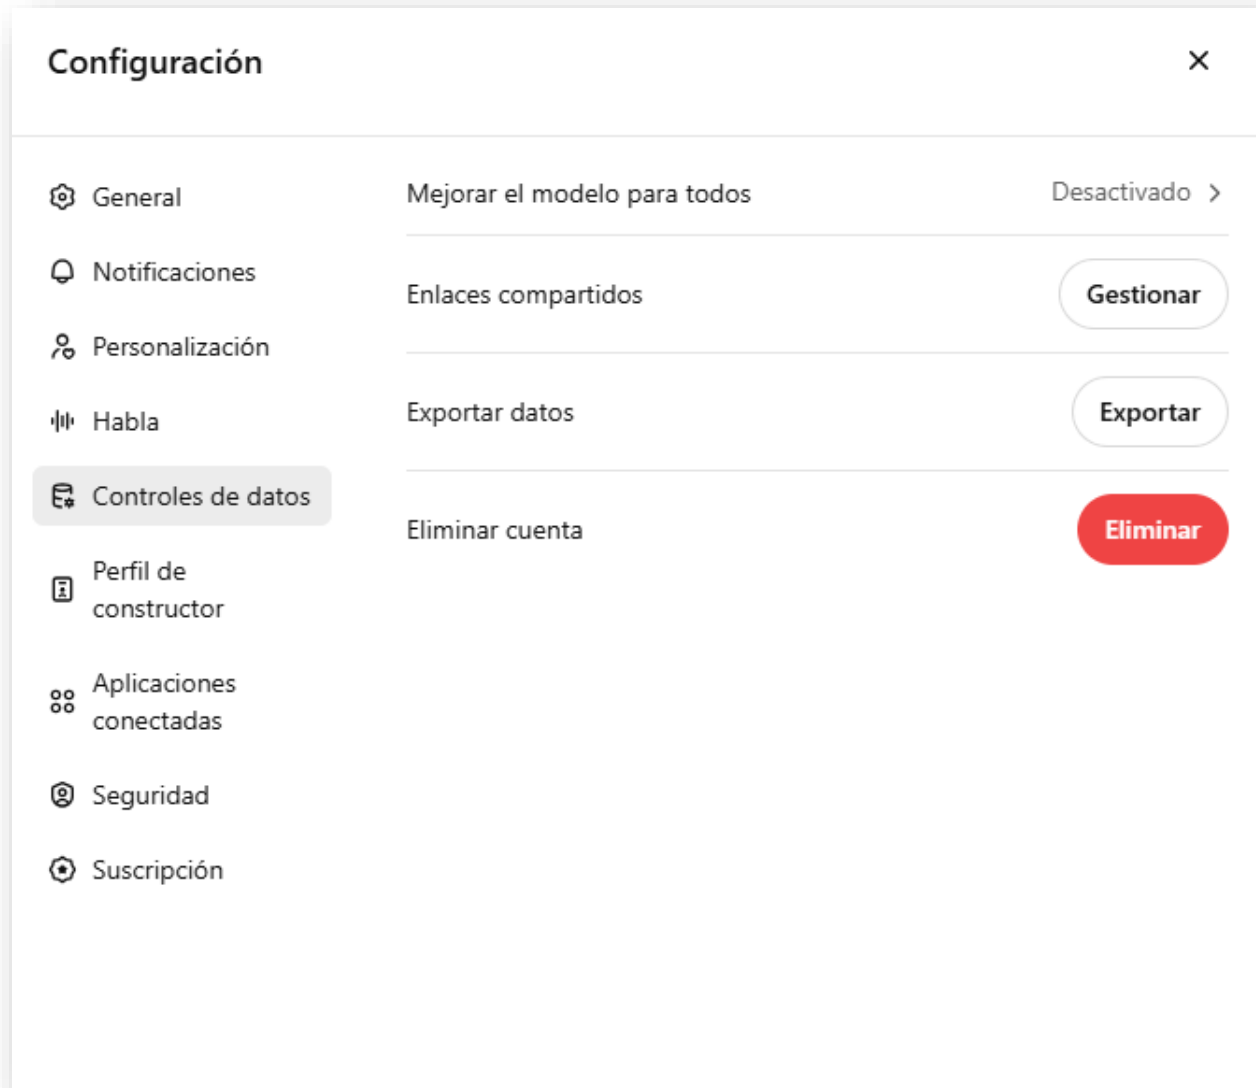 Configuración
General
Notificaciones
Personalización
Habla
Controles de datos
Perfil de
constructor
Aplicaciones
conectadas
Seguridad
Suscripción
Mejorar el modelo para todos Desactivado
Enlaces compartidos Gestionar
Exportar datos Exportar
Eliminar cuenta Eliminar